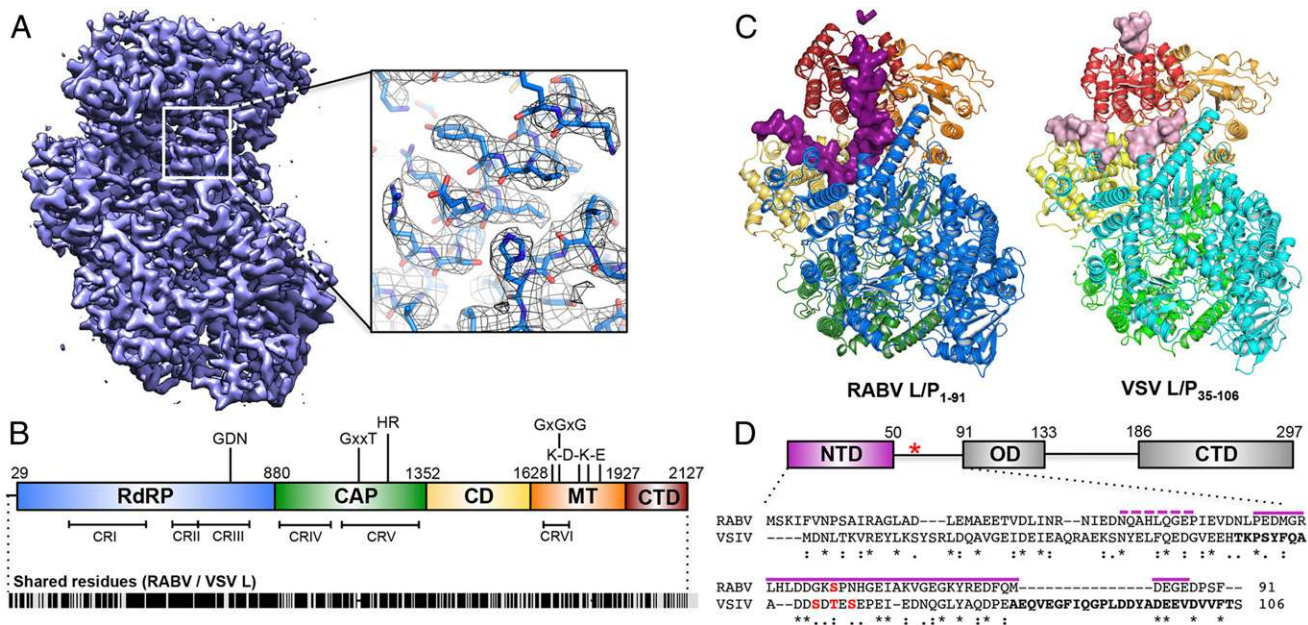 A
C
RABV L/P1-91
VSV L/P35-106
B
GDN
GxxT
HR
GxGxG
K-D-K-E
29
880
1352
1628
1927
2127
RdRP
CAP
CD
MT
CTD
CRI
CRII
CRIII
CRIV
CRV
CRVI
Shared residues (RABV / VSV L)
D
50
91
133
186
297
NTD
*
OD
CTD
RABV MSKIFVNPSAIRAGLAD--LEMAEETVDLINR-NIEDNQAHLQGEPIEVDNLPEDMGR
VSIV ---MDNLTKVREYLKSYSRLDQAVGEIDEIEAQRAEKSNYELFQEDGVEEHTKPSYFQA
RABV LHLDDGKSPNHGEIAKVGEGKYREDFQM---------------DEGEDPSF- 91
VSIV A--DDSDTESEPEI-EDNQGLYAQDPEAEQVEGFIQGPLDDYADEEVDVVFTS 106